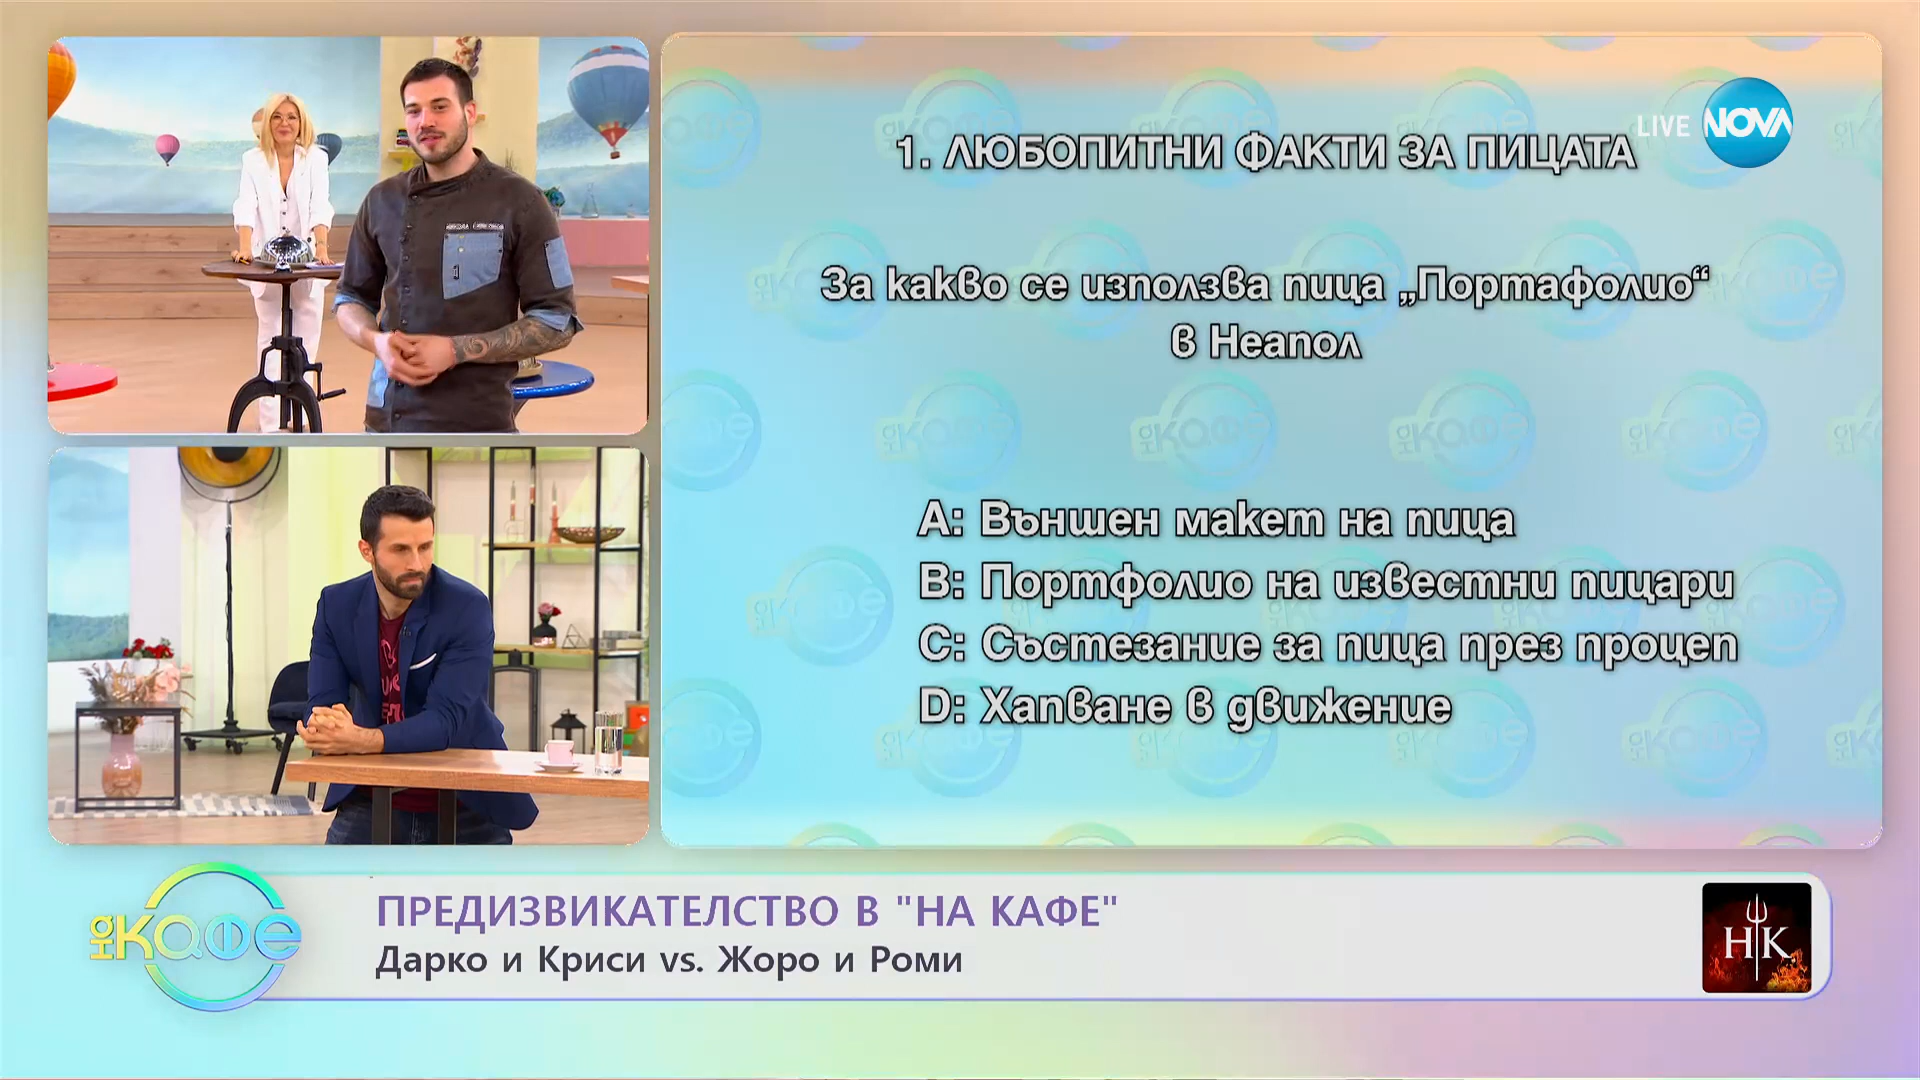 LIVE NOVA
1. ЛЮБОПИТНИ ФАКТИ ЗА ПИЦАТА
За какво се използва пица „Портафолио“
в Неапол
A: Външен макет на пица
B: Портфолио на известни пицари
C: Състезание за пица през процеп
D: Хапване в движение
на кафе
ПРЕДИЗВИКАТЕЛСТВО В "НА КАФЕ"
Дарко и Криси vs. Жоро и Роми
НК